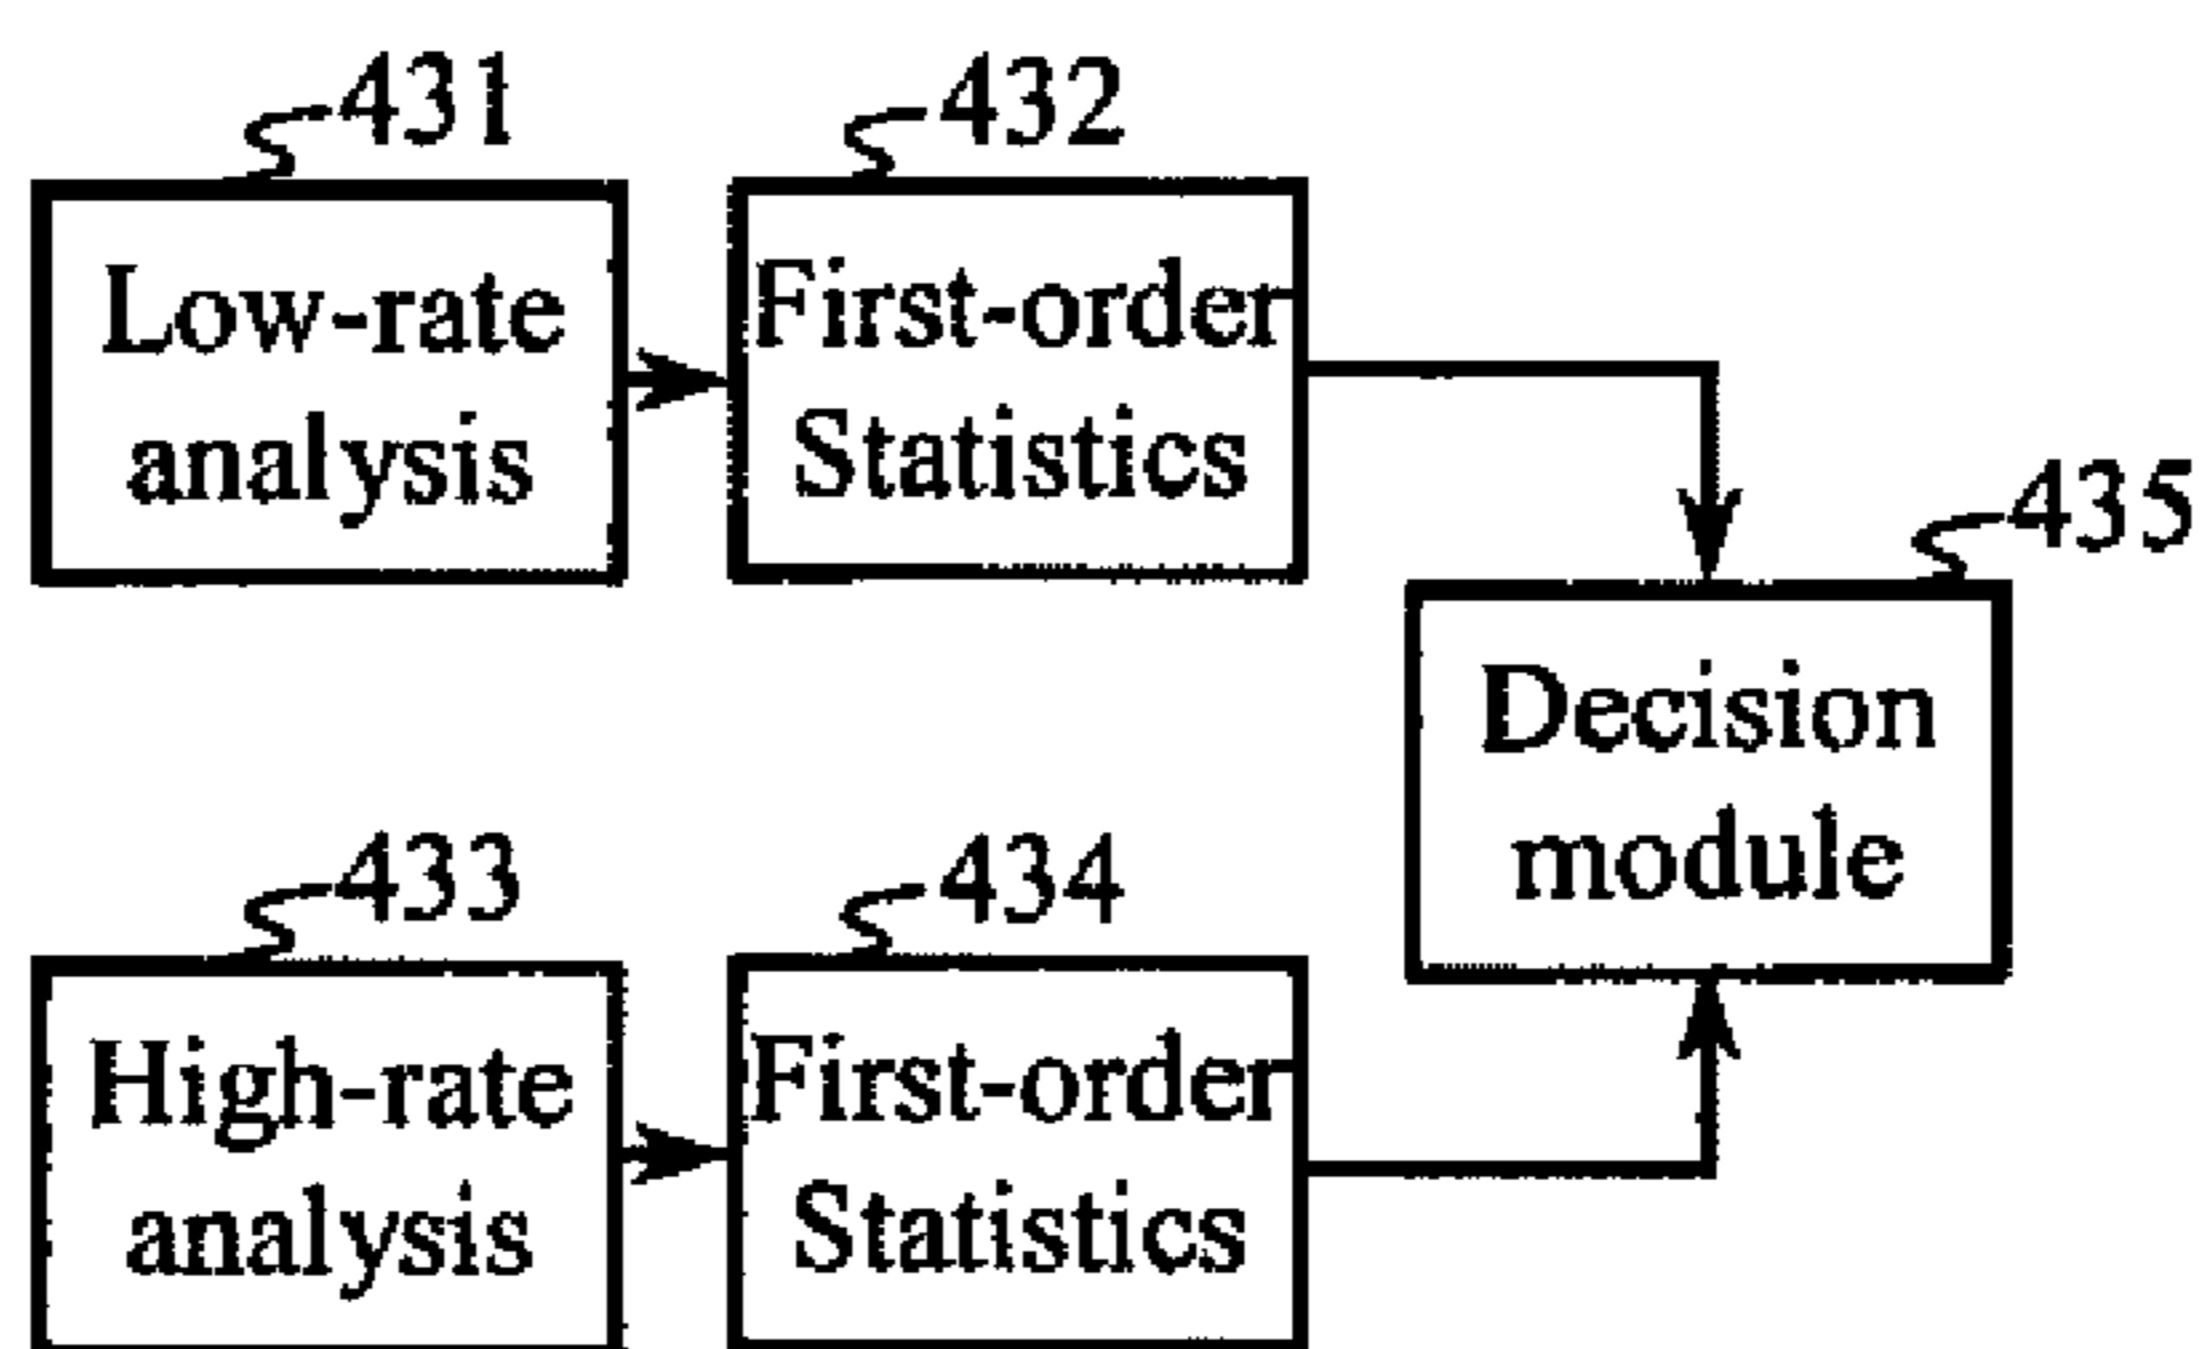 431
Low-rate
analysis
432
First-order
Statistics
433
High-rate
analysis
434
First-order
Statistics
435
Decision
module